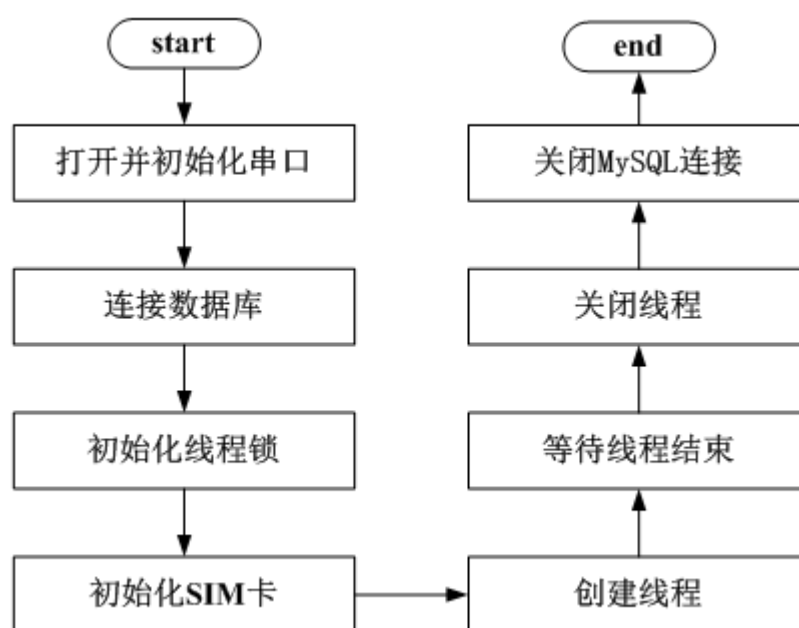 start
打开并初始化串口
连接数据库
初始化线程锁
初始化SIM卡
创建线程
等待线程结束
关闭线程
关闭MySQL连接
end